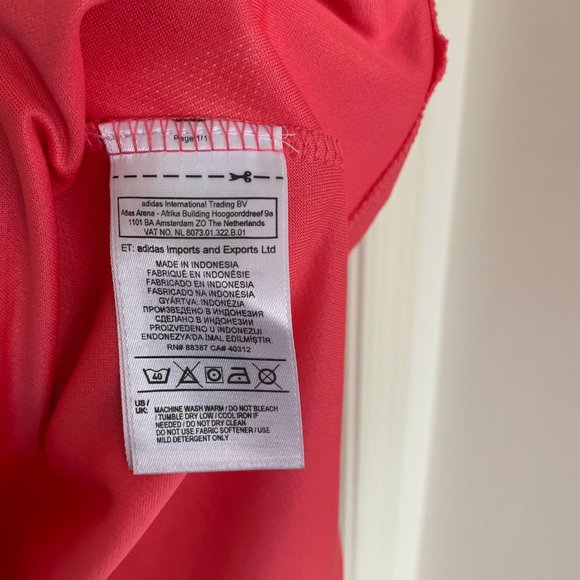 Page 1/1
adidas International Trading BV
Atlas Arena - Afrika Building Hoogoorddreef 9a
1101 BA Amsterdam ZO The Netherlands
VAT NO. NL 8073.01.322.B.01
ET: adidas Imports and Exports Ltd
MADE IN INDONESIA
FABRIQUÉ EN INDONÉSIE
FABRICADO EN INDONESIA
FABRICADO NA INDONÉSIA
GYÁRTVA: INDONÉZIA
ПРОИЗВЕДЕНО В ИНДОНЕЗИЯ
СДЕЛАНО В ИНДОНЕЗИИ
PROIZVEDENO U INDONEZIJI
ENDONEZYA'DA İMAL EDİLMİŞTİR.
RN# 88387 CA# 40312
40
US / UK: MACHINE WASH WARM / DO NOT BLEACH
/ TUMBLE DRY LOW / COOL IRON IF
NEEDED / DO NOT DRY CLEAN
DO NOT USE FABRIC SOFTENER / USE
MILD DETERGENT ONLY